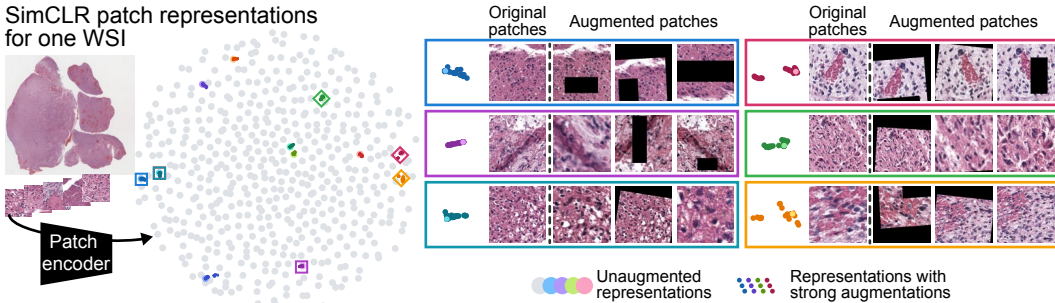 SimCLR patch representations
for one WSI
Patch
encoder
Original
patches
Augmented patches
Original
patches
Augmented patches
Unaugmented
representations
Representations with
strong augmentations